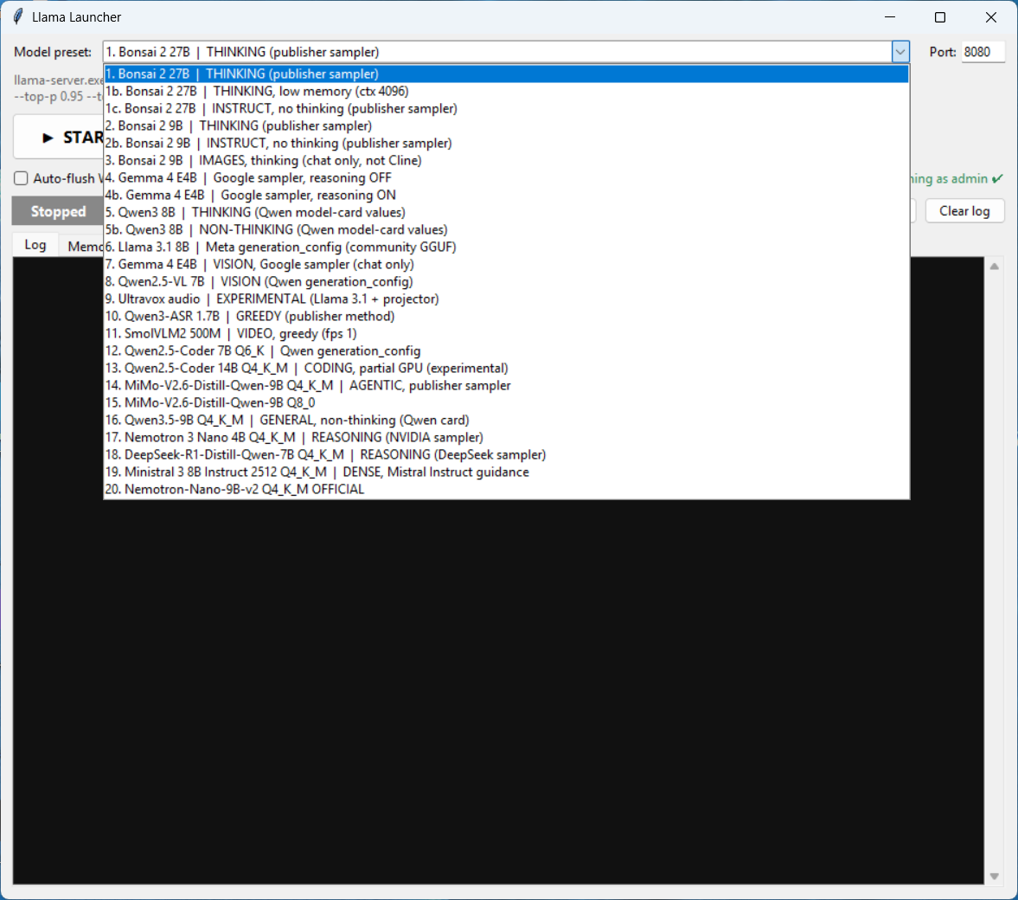 Llama Launcher
Model preset: 1. Bonsai 2 27B | THINKING (publisher sampler) Port: 8080
1. Bonsai 2 27B | THINKING (publisher sampler)
1b. Bonsai 2 27B | THINKING, low memory (ctx 4096)
1c. Bonsai 2 27B | INSTRUCT, no thinking (publisher sampler)
2. Bonsai 2 9B | THINKING (publisher sampler)
2b. Bonsai 2 9B | INSTRUCT, no thinking (publisher sampler)
3. Bonsai 2 9B | IMAGES, thinking (chat only, not Cline)
4. Gemma 4 E4B | Google sampler, reasoning OFF
4b. Gemma 4 E4B | Google sampler, reasoning ON
5. Qwen3 8B | THINKING (Qwen model-card values)
5b. Qwen3 8B | NON-THINKING (Qwen model-card values)
6. Llama 3.1 8B | Meta generation_config (community GGUF)
7. Gemma 4 E4B | VISION, Google sampler (chat only)
8. Qwen2.5-VL 7B | VISION (Qwen generation_config)
9. Ultravox audio | EXPERIMENTAL (Llama 3.1 + projector)
10. Qwen3-ASR 1.7B | GREEDY (publisher method)
11. SmolVLM2 500M | VIDEO, greedy (fps 1)
12. Qwen2.5-Coder 7B Q6_K | Qwen generation_config
13. Qwen2.5-Coder 14B Q4_K_M | CODING, partial GPU (experimental)
14. MiMo-V2.6-Distill-Qwen-9B Q4_K_M | AGENTIC, publisher sampler
15. MiMo-V2.6-Distill-Qwen-9B Q8_0
16. Qwen3.5-9B Q4_K_M | GENERAL, non-thinking (Qwen card)
17. Nemotron 3 Nano 4B Q4_K_M | REASONING (NVIDIA sampler)
18. DeepSeek-R1-Distill-Qwen-7B Q4_K_M | REASONING (DeepSeek sampler)
19. Ministral 3 8B Instruct 2512 Q4_K_M | DENSE, Mistral Instruct guidance
20. Nemotron-Nano-9B-v2 Q4_K_M OFFICIAL
llama-server.exe
--top-p 0.95 --t
▶ STAR
Auto-flush
ning as admin ✔
Stopped
Clear log
Log Memo